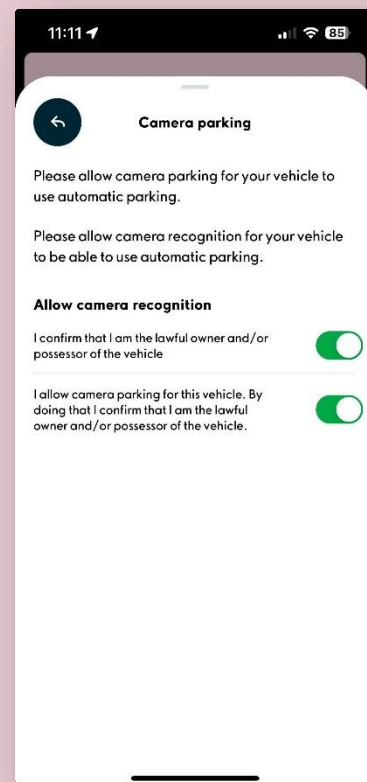 11:11
85
Camera parking
Please allow camera parking for your vehicle to
use automatic parking.
Please allow camera recognition for your vehicle
to be able to use automatic parking.
Allow camera recognition
I confirm that I am the lawful owner and/or
possessor of the vehicle
I allow camera parking for this vehicle. By
doing that I confirm that I am the lawful
owner and/or possessor of the vehicle.